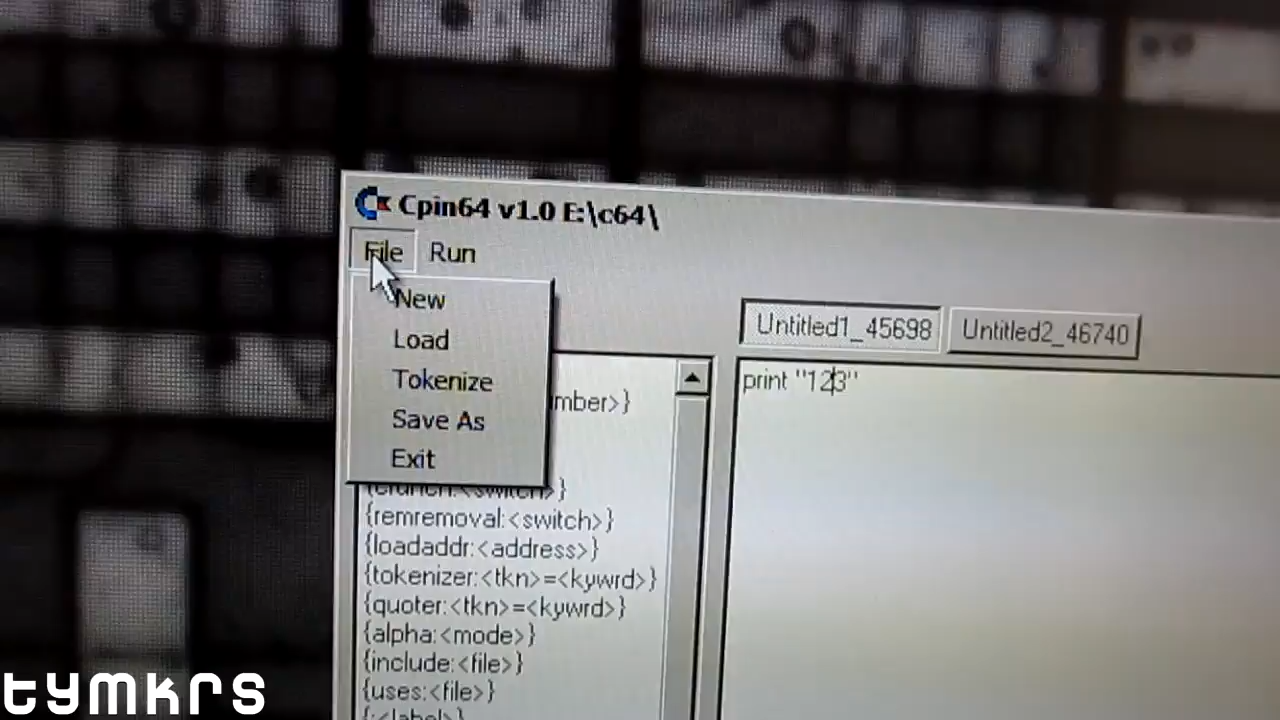 Cpin64 v1.0 E:\c64\
File Run
New
Load
Tokenize
Save As
Exit
Untitled1_45698
Untitled2_46740
print "123"
{remremoval:<switch>}
{loadaddr:<address>}
{tokenizer:<tkn>=<kywrd>}
{quoter:<tkn>=<kywrd>}
{alpha:<mode>}
{include:<file>}
{uses:<file>}
{:<label>}
tymkrs